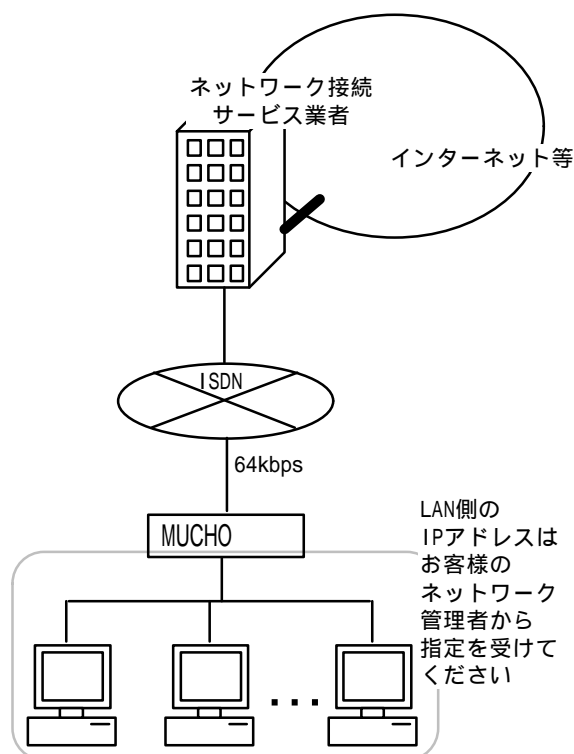 ネットワーク接続
サービス業者
インターネット等
ISDN
64kbps
MUCHO
LAN側の
IPアドレスは
お客様の
ネットワーク
管理者から
指定を受けて
ください